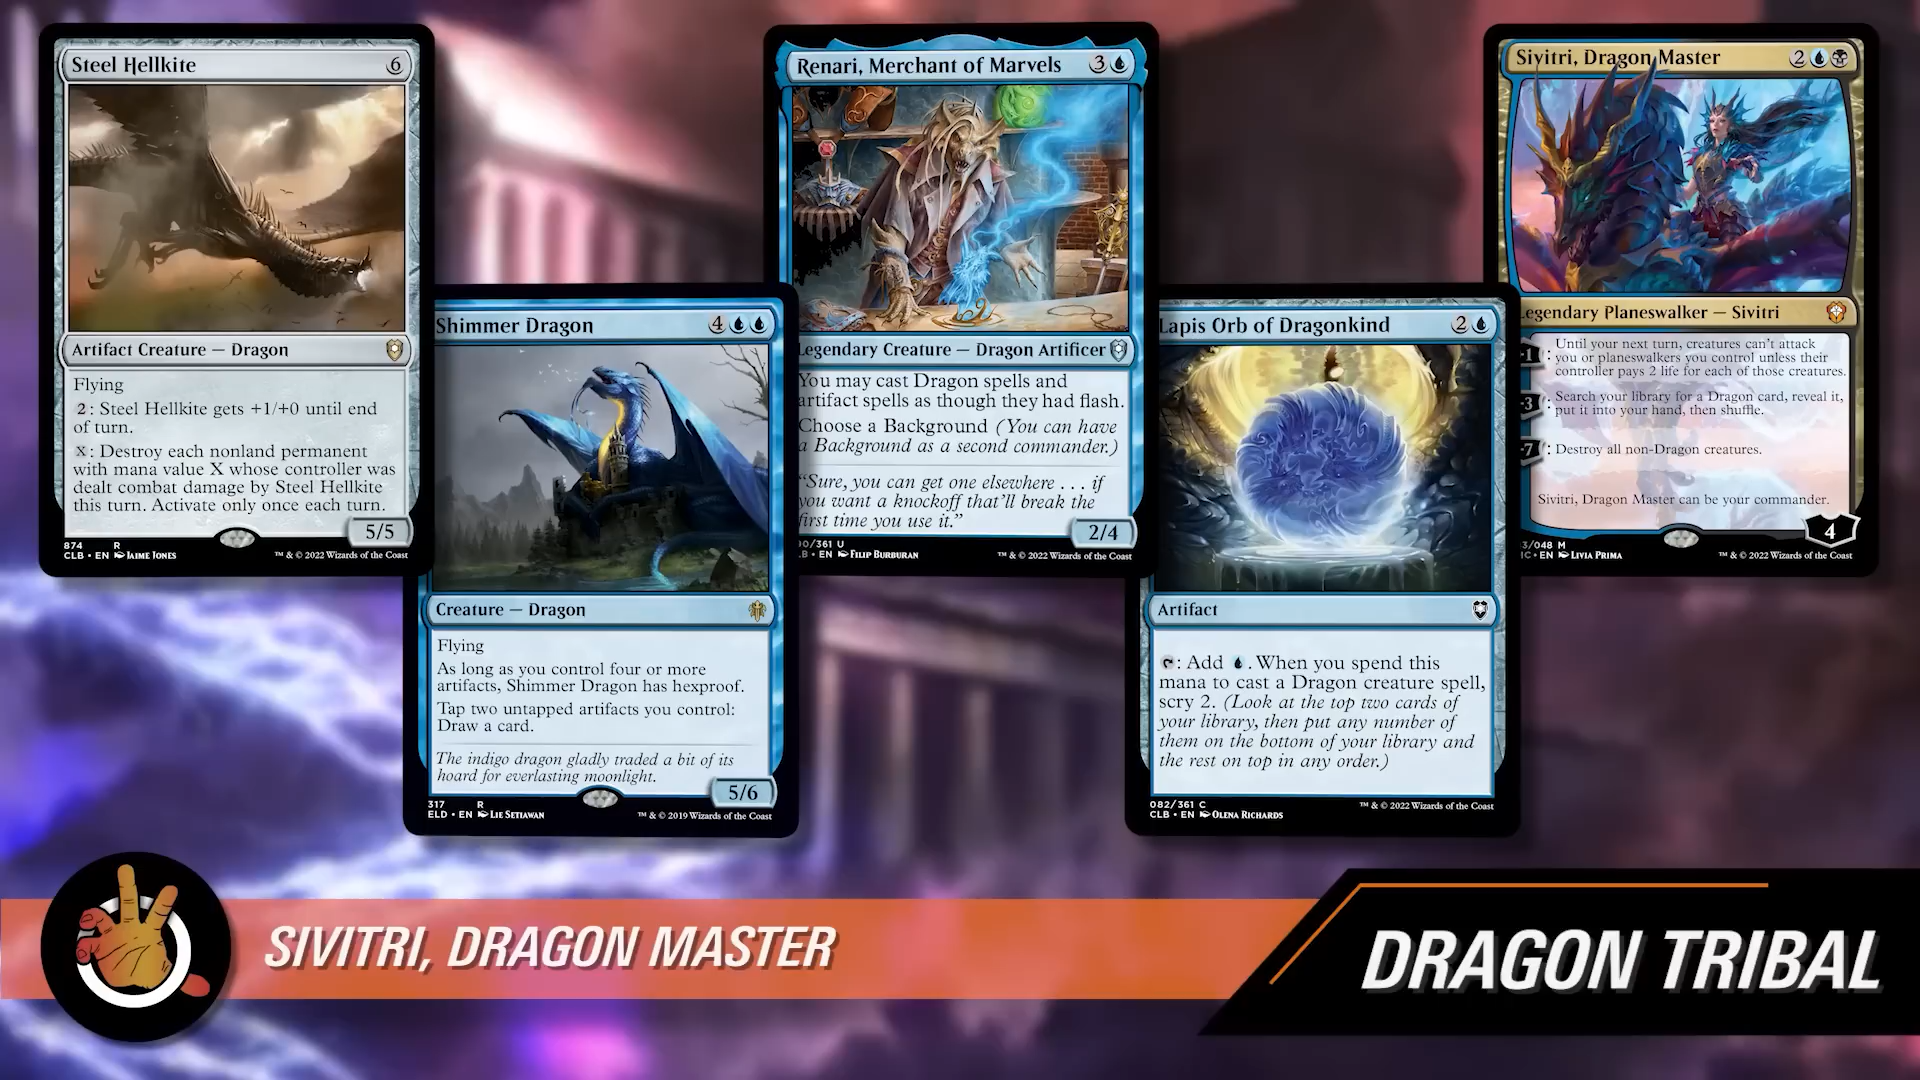 Steel Hellkite 6
Artifact Creature — Dragon
Flying
2: Steel Hellkite gets +1/+0 until end
of turn.
X: Destroy each nonland permanent
with mana value X whose controller was
dealt combat damage by Steel Hellkite
this turn. Activate only once each turn.
5/5
874 R
CLB • EN Jaime Jones
™ & © 2022 Wizards of the Coast
Shimmer Dragon 4
Creature — Dragon
Flying
As long as you control four or more
artifacts, Shimmer Dragon has hexproof.
Tap two untapped artifacts you control:
Draw a card.
The indigo dragon gladly traded a bit of its
hoard for everlasting moonlight.
5/6
317 R
ELD • EN Lie Setiawan
™ & © 2019 Wizards of the Coast
Renari, Merchant of Marvels 3
Legendary Creature — Dragon Artificer
You may cast Dragon spells and
artifact spells as though they had flash.
Choose a Background (You can have
a Background as a second commander.)
“Sure, you can get one elsewhere . . . if
you want a knockoff that’ll break the
first time you use it.”
2/4
0/361 U
B • EN Filip Burburan
™ & © 2022 Wizards of the Coast
Lapis Orb of Dragonkind 2
Artifact
: Add . When you spend this
mana to cast a Dragon creature spell,
scry 2. (Look at the top two cards of
your library, then put any number of
them on the bottom of your library and
the rest on top in any order.)
082/361 C
CLB • EN Olena Richards
™ & © 2022 Wizards of the Coast
Sivitri, Dragon Master 2
Legendary Planeswalker — Sivitri
1: Until your next turn, creatures can’t attack
you or planeswalkers you control unless their
controller pays 2 life for each of those creatures.
-3: Search your library for a Dragon card, reveal it,
put it into your hand, then shuffle.
-7: Destroy all non-Dragon creatures.
Sivitri, Dragon Master can be your commander.
4
3/048 M
C • EN Livia Prima
™ & © 2022 Wizards of the Coast
SIVITRI, DRAGON MASTER
DRAGON TRIBAL